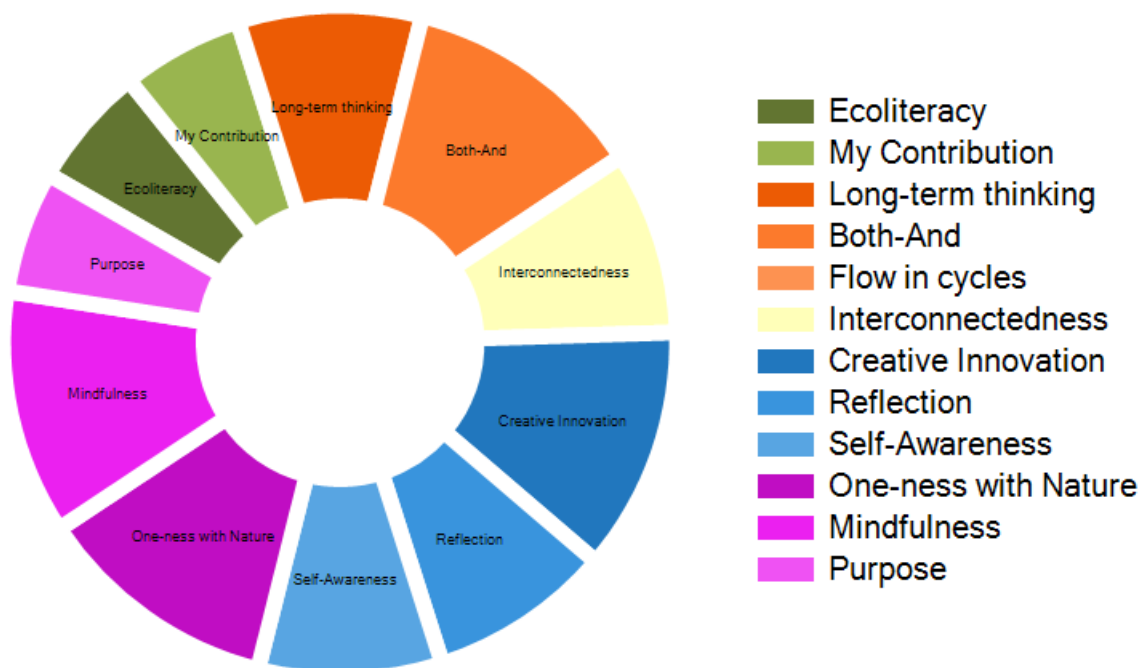 Long-term thinking
My Contribution
Both-And
Ecoliteracy
Purpose
Interconnectedness
Mindfulness
Creative Innovation
One-ness with Nature
Reflection
Self-Awareness
Ecoliteracy
My Contribution
Long-term thinking
Both-And
Flow in cycles
Interconnectedness
Creative Innovation
Reflection
Self-Awareness
One-ness with Nature
Mindfulness
Purpose